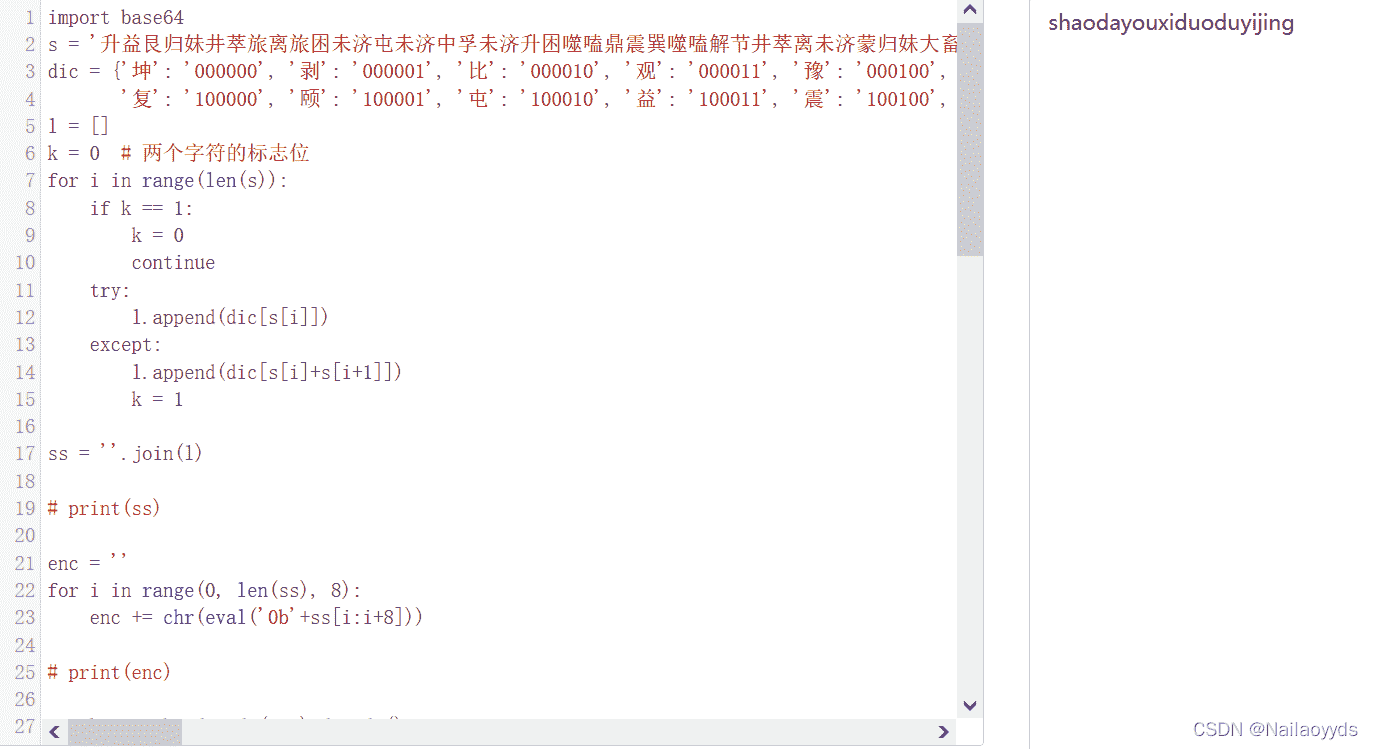 1 import base64
2 s = '升益艮归妹井萃旅离旅困未济屯未济中孚未济升困噬嗑鼎震巽噬嗑解节井萃离未济蒙归妹大畜
3 dic = {'坤': '000000', '剥': '000001', '比': '000010', '观': '000011', '豫': '000100',
4 '复': '100000', '颐': '100001', '屯': '100010', '益': '100011', '震': '100100',
5 l = []
6 k = 0 # 两个字符的标志位
7 for i in range(len(s)):
8 if k == 1:
9 k = 0
10 continue
11 try:
12 l.append(dic[s[i]])
13 except:
14 l.append(dic[s[i]+s[i+1]])
15 k = 1
16
17 ss = ''.join(l)
18
19 # print(ss)
20
21 enc = ''
22 for i in range(0, len(ss), 8):
23 enc += chr(eval('0b'+ss[i:i+8]))
24
25 # print(enc)
26
27
shaodayouxiduoduyijing
CSDN @Nailaoyyds